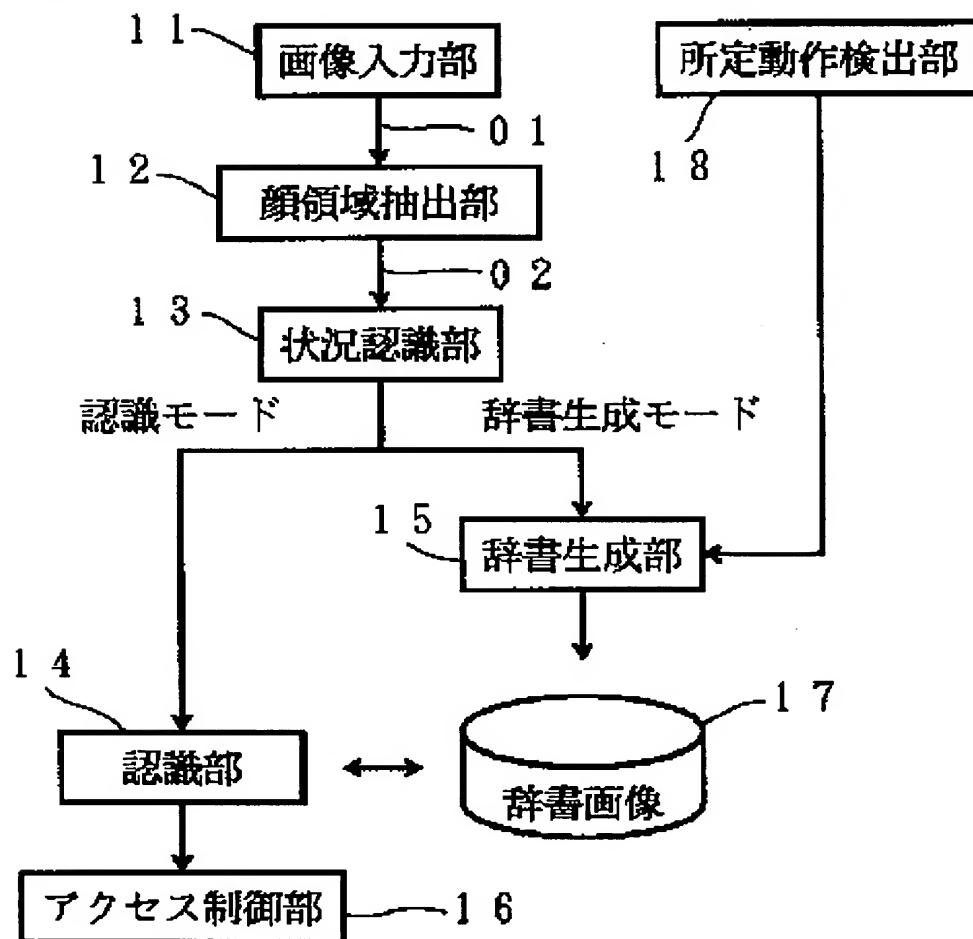 １１
画像入力部
所定動作検出部
０１
１８
１２
顔領域抽出部
０２
１３
状況認識部
認識モード
辞書生成モード
１５
辞書生成部
１４
１７
認識部
辞書画像
アクセス制御部
１６